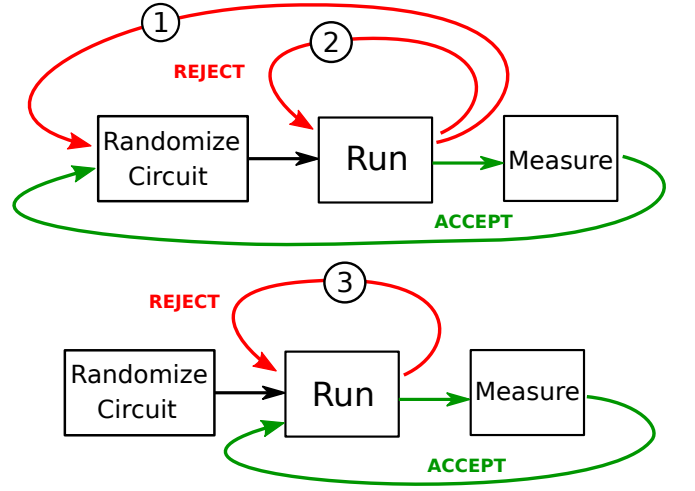 1
2
REJECT
Randomize
Circuit
Run
Measure
ACCEPT
3
REJECT
Randomize
Circuit
Run
Measure
ACCEPT